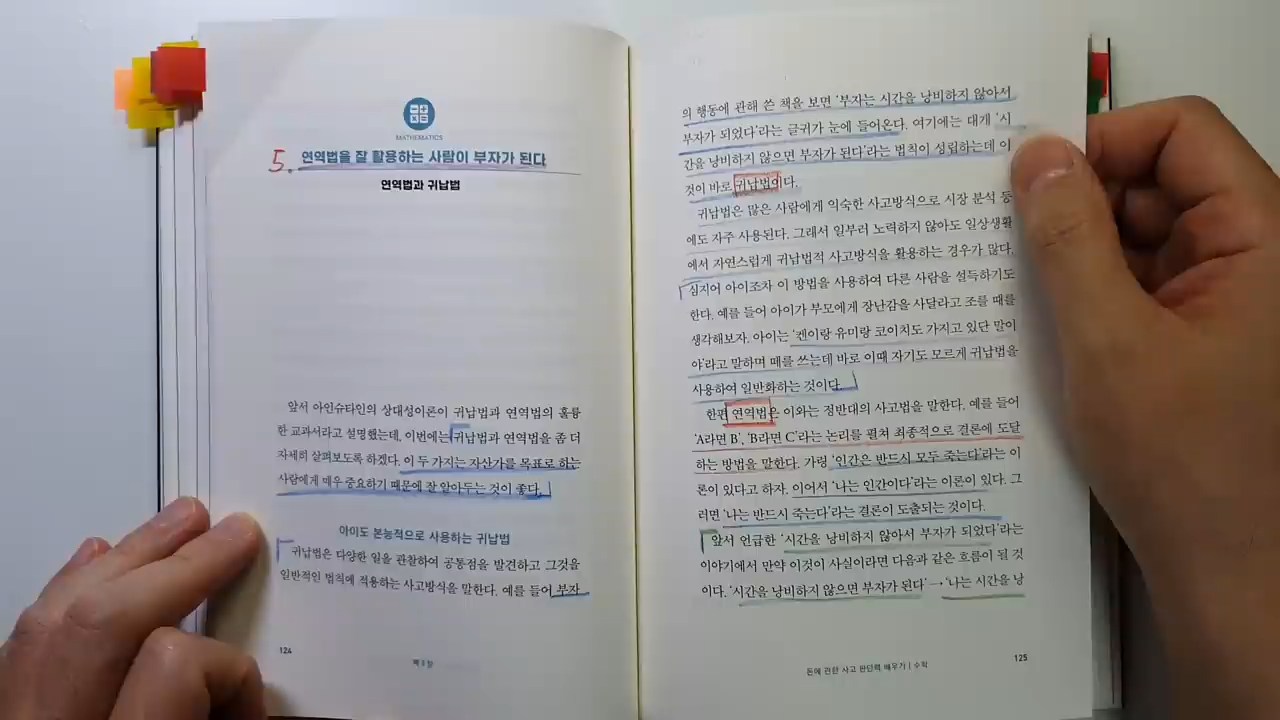 MATHEMATICS
5. 연역법을 잘 활용하는 사람이 부자가 된다
연역법과 귀납법
앞서 아인슈타인의 상대성이론이 귀납법과 연역법의 훌륭
한 교과서라고 설명했는데, 이번에는 귀납법과 연역법을 좀 더
자세히 살펴보도록 하겠다. 이 두 가지는 자산가를 목표로 하는
사람에게 매우 중요하기 때문에 잘 알아두는 것이 좋다.
아이도 본능적으로 사용하는 귀납법
귀납법은 다양한 일을 관찰하여 공통점을 발견하고 그것을
일반적인 법칙에 적용하는 사고방식을 말한다. 예를 들어 부자
124
제3장
의 행동에 관해 쓴 책을 보면 '부자는 시간을 낭비하지 않아서
부자가 되었다'라는 글귀가 눈에 들어온다. 여기에는 대개 '시
간을 낭비하지 않으면 부자가 된다'라는 법칙이 성립하는데 이
것이 바로 귀납법이다.
귀납법은 많은 사람에게 익숙한 사고방식으로 시장 분석 등
에도 자주 사용된다. 그래서 일부러 노력하지 않아도 일상생활
에서 자연스럽게 귀납법적 사고방식을 활용하는 경우가 많다.
심지어 아이조차 이 방법을 사용하여 다른 사람을 설득하기도
한다. 예를 들어 아이가 부모에게 장난감을 사달라고 조를 때를
생각해보자. 아이는 '켄이랑 유미랑 코이치도 가지고 있단 말이
야'라고 말하며 떼를 쓰는데 바로 이때 자기도 모르게 귀납법을
사용하여 일반화하는 것이다.
한편 연역법은 이와는 정반대의 사고법을 말한다. 예를 들어
'A라면 B', 'B라면 C'라는 논리를 펼쳐 최종적으로 결론에 도달
하는 방법을 말한다. 가령 '인간은 반드시 모두 죽는다'라는 이
론이 있다고 하자. 이어서 '나는 인간이다'라는 이론이 있다. 그
러면 '나는 반드시 죽는다'라는 결론이 도출되는 것이다.
앞서 언급한 '시간을 낭비하지 않아서 부자가 되었다'라는
이야기에서 만약 이것이 사실이라면 다음과 같은 흐름이 될 것
이다. '시간을 낭비하지 않으면 부자가 된다' → '나는 시간을 낭
돈에 관한 사고 판단력 배우기 | 수학
125